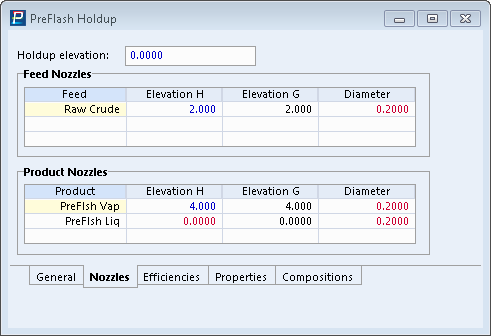 PreFlash Holdup
Holdup elevation: 0.0000
Feed Nozzles
Feed Elevation H Elevation G Diameter
Raw Crude 2.000 2.000 0.2000
Product Nozzles
Product Elevation H Elevation G Diameter
PreFlsh Vap 4.000 4.000 0.2000
PreFlsh Liq 0.0000 0.0000 0.2000
General Nozzles Efficiencies Properties Compositions